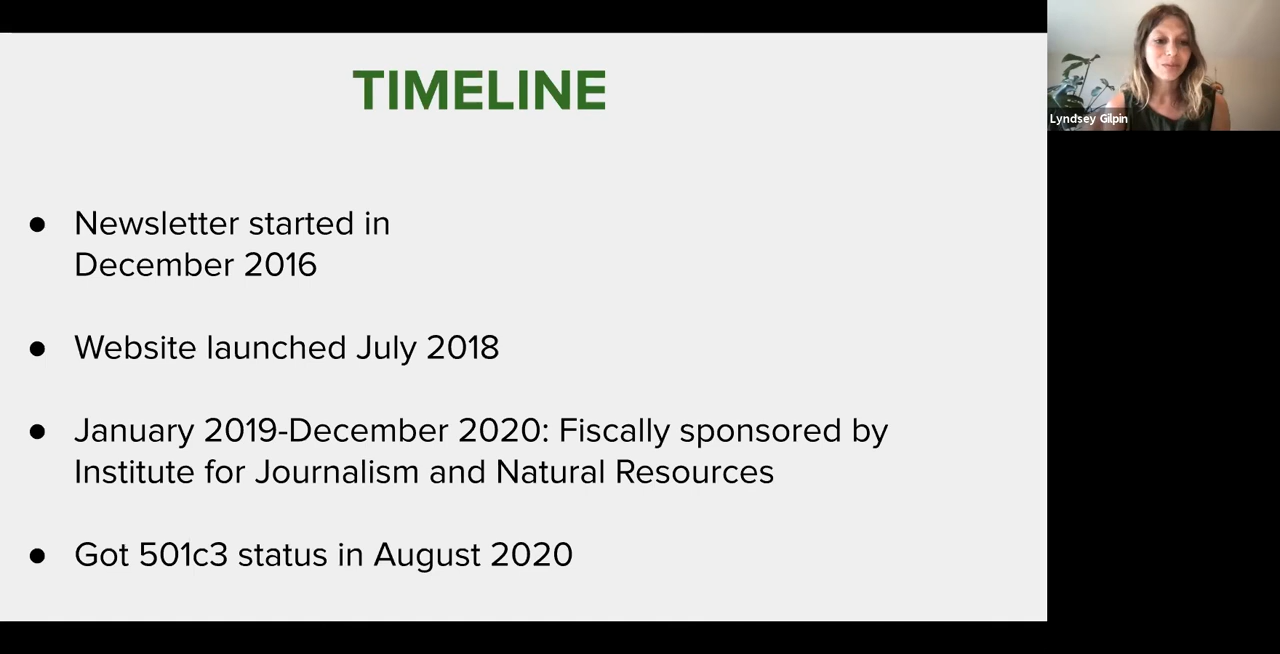 TIMELINE
Lyndsey Gilpin
● Newsletter started in
December 2016
● Website launched July 2018
● January 2019-December 2020: Fiscally sponsored by
Institute for Journalism and Natural Resources
● Got 501c3 status in August 2020